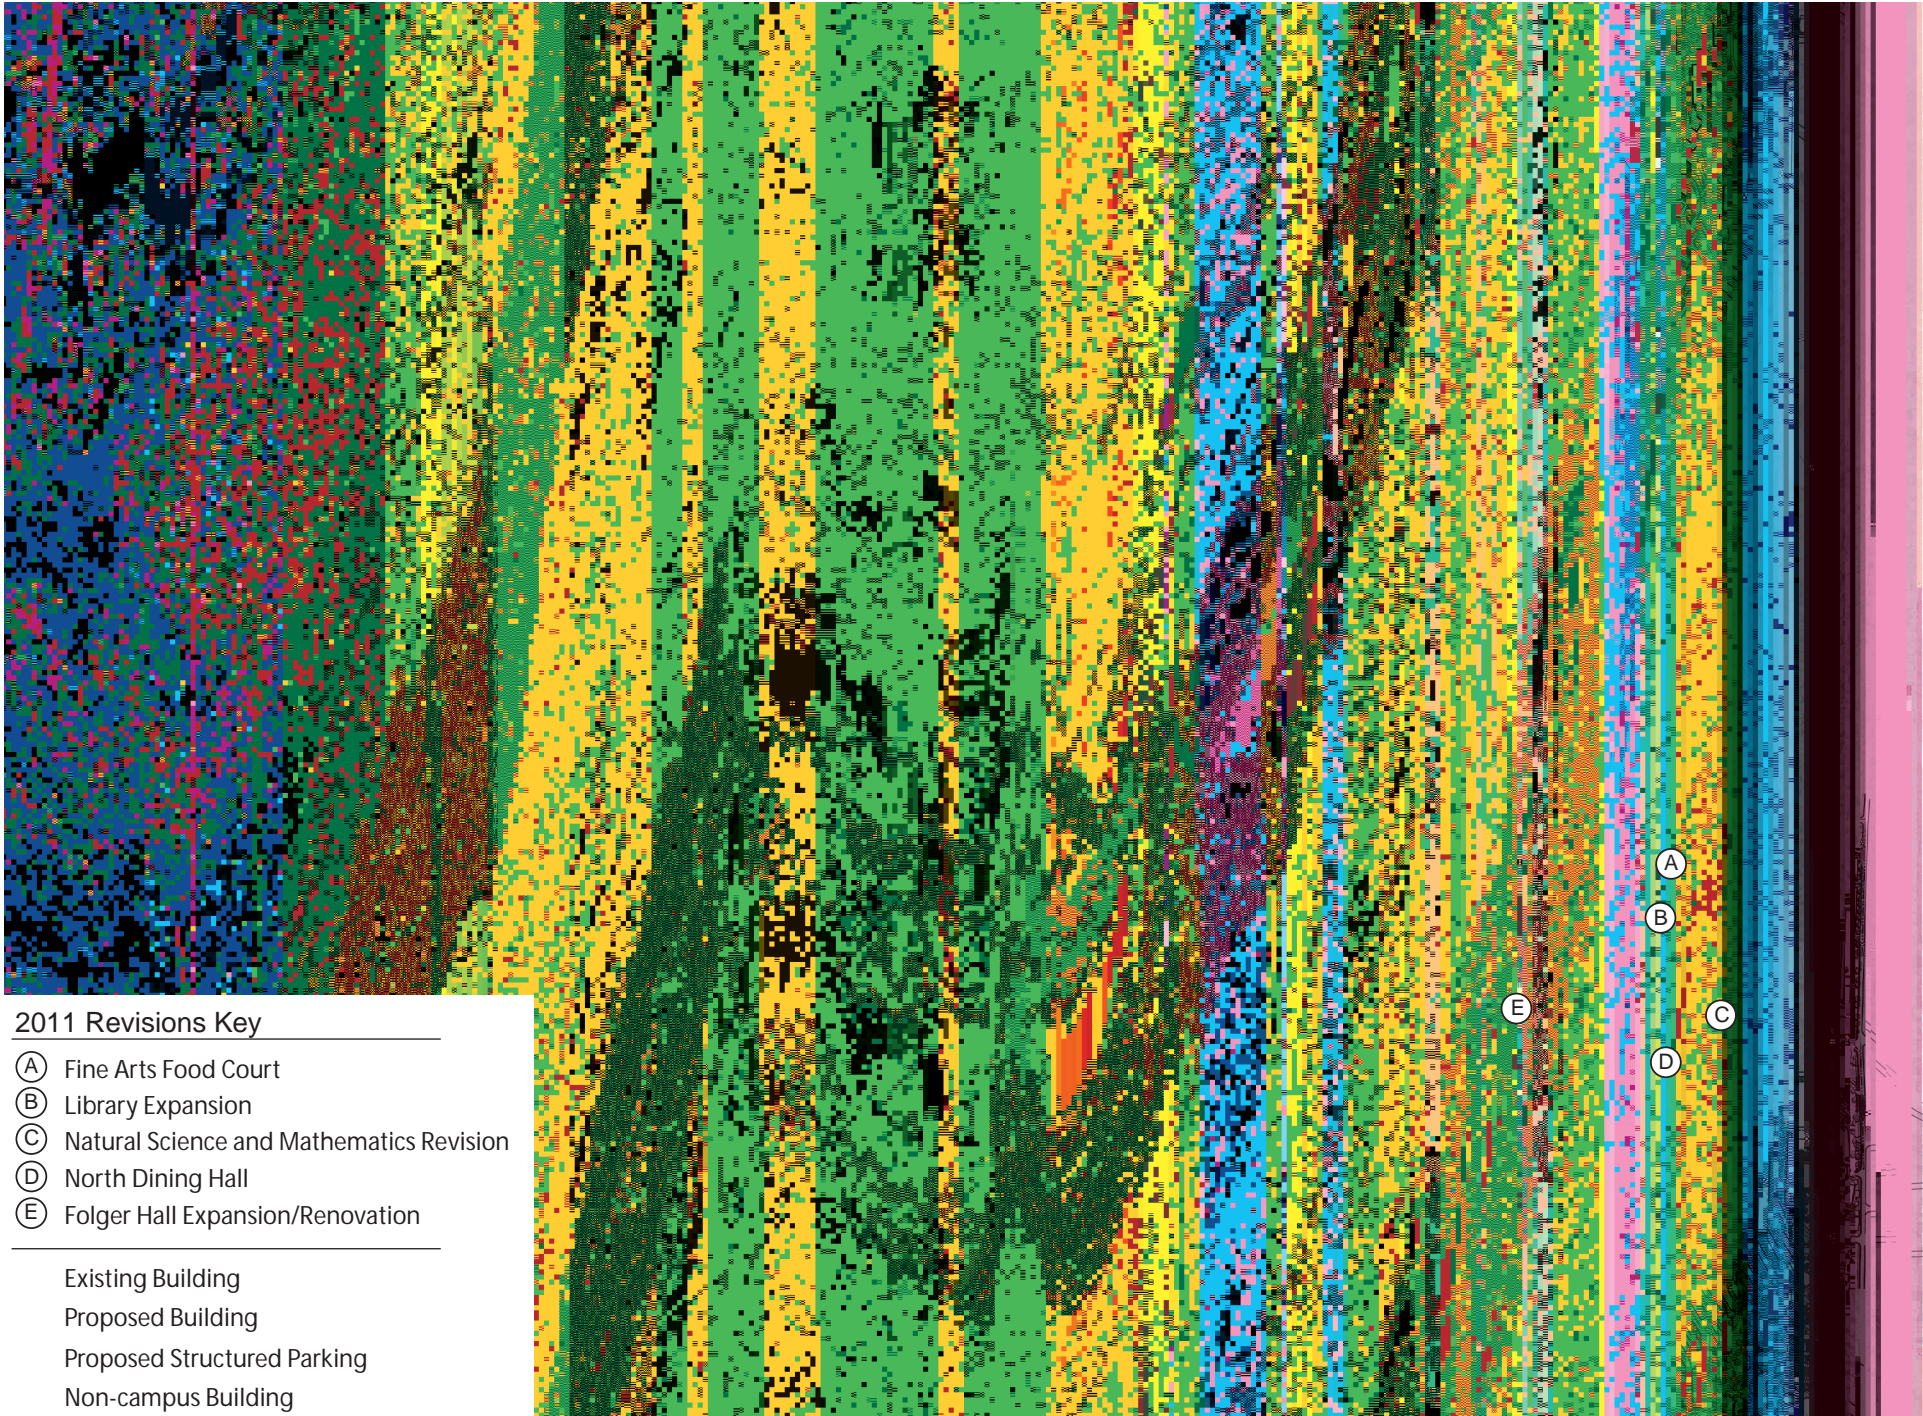 A
B
E
C
D
2011 Revisions Key
A Fine Arts Food Court
B Library Expansion
C Natural Science and Mathematics Revision
D North Dining Hall
E Folger Hall Expansion/Renovation
Existing Building
Proposed Building
Proposed Structured Parking
Non-campus Building